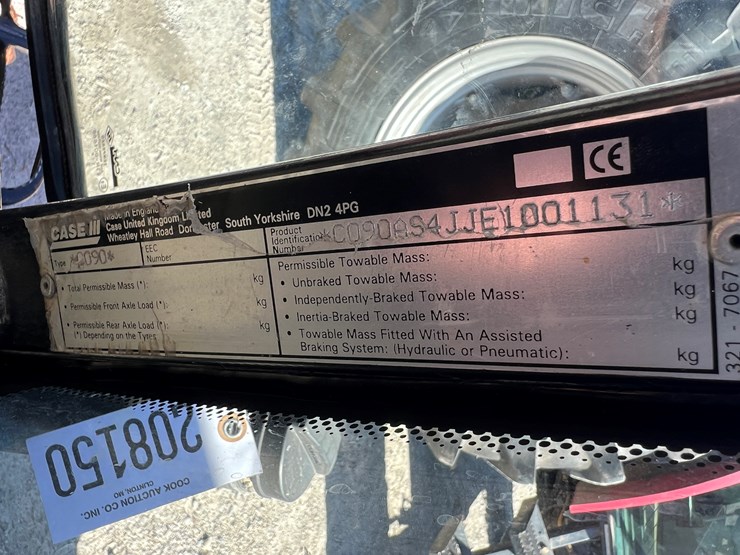 CASE III
Made in England
Case United Kingdom Limited
Wheatley Hall Road Doncaster South Yorkshire DN2 4PG
CE
Type *C090*
EEC Number
Product Identification Number *C090AS4JJE1001131*
• Total Permissible Mass (*): kg
• Permissible Front Axle Load (*): kg
• Permissible Rear Axle Load (*): kg
(*) Depending on the Tyres
Permissible Towable Mass:
• Unbraked Towable Mass: kg
• Independently-Braked Towable Mass: kg
• Inertia-Braked Towable Mass: kg
• Towable Mass Fitted With An Assisted
Braking System: (Hydraulic or Pneumatic): kg
321 - 7067
208150
COOK AUCTION CO. INC.
CLINTON, MO